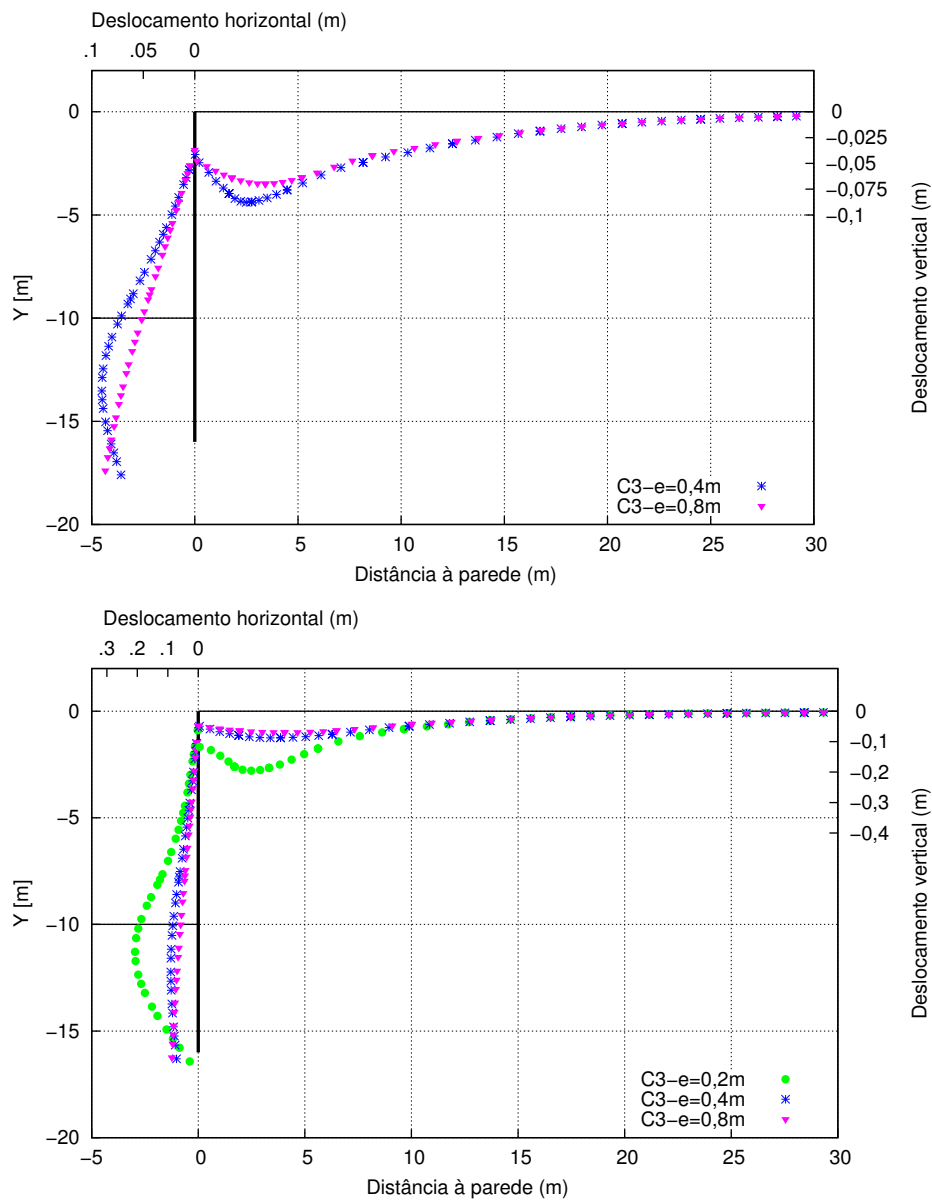 Deslocamento horizontal (m)
.1 .05 0
0
−5
−10
−15
−20
Y [m]
0
−0,025
−0,05
−0,075
−0,1
Deslocamento vertical (m)
C3−e=0,4m
C3−e=0,8m
−5 0 5 10 15 20 25 30
Distância à parede (m)
Deslocamento horizontal (m)
.3 .2 .1 0
0
−5
−10
−15
−20
Y [m]
0
−0,1
−0,2
−0,3
−0,4
Deslocamento vertical (m)
C3−e=0,2m
C3−e=0,4m
C3−e=0,8m
−5 0 5 10 15 20 25 30
Distância à parede (m)